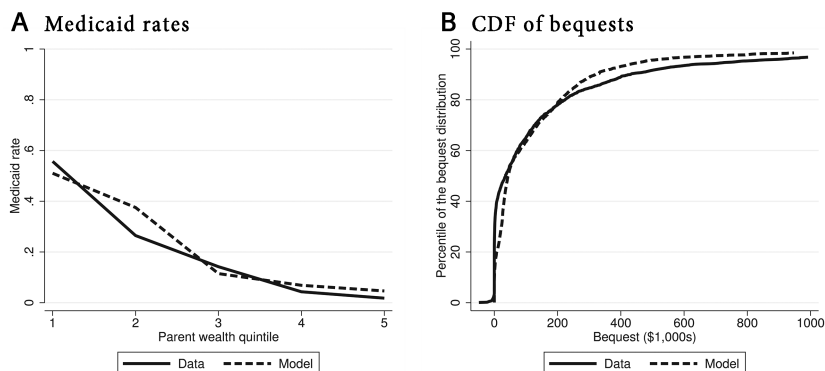 A Medicaid rates
Medicaid rate
1
.8
.6
.4
.2
0
1 2 3 4 5
Parent wealth quintile
Data Model
B CDF of bequests
Percentile of the bequest distribution
100
80
60
40
20
0
0 200 400 600 800 1000
Bequest ($1,000s)
Data Model